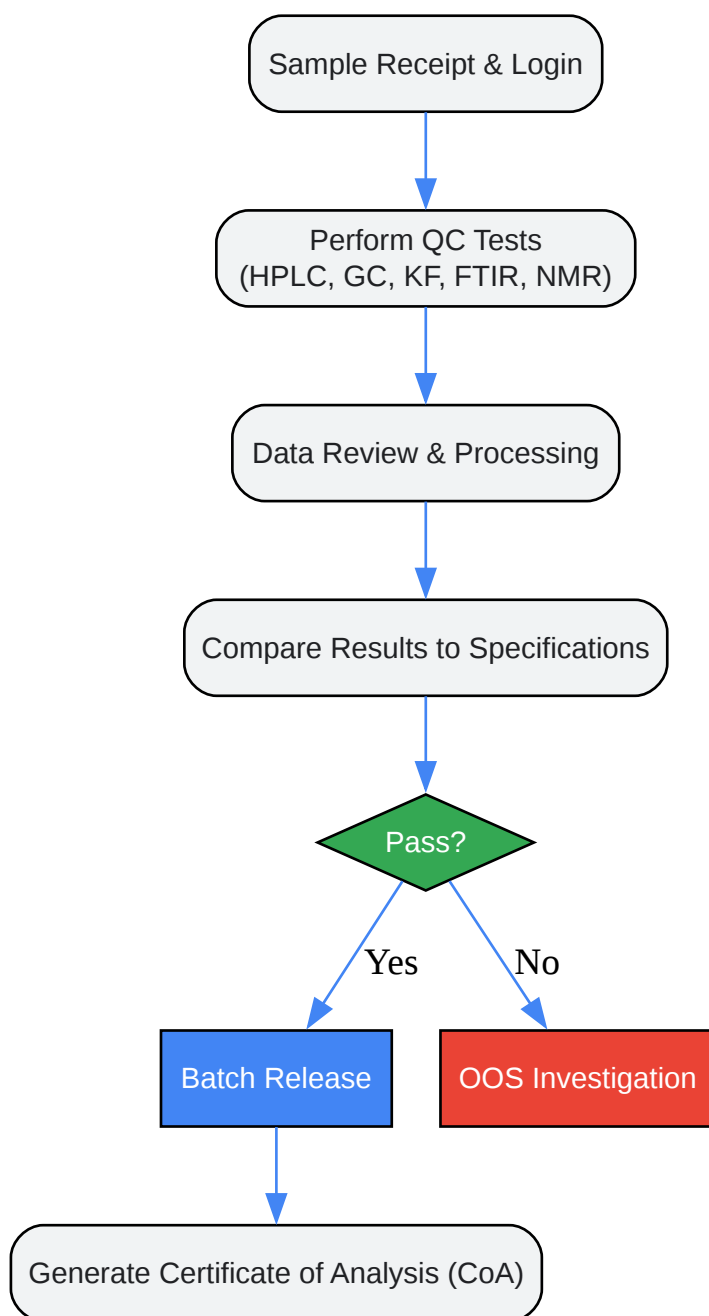 Sample Receipt & Login
Perform QC Tests
(HPLC, GC, KF, FTIR, NMR)
Data Review & Processing
Compare Results to Specifications
Pass?
Yes
No
Batch Release
OOS Investigation
Generate Certificate of Analysis (CoA)